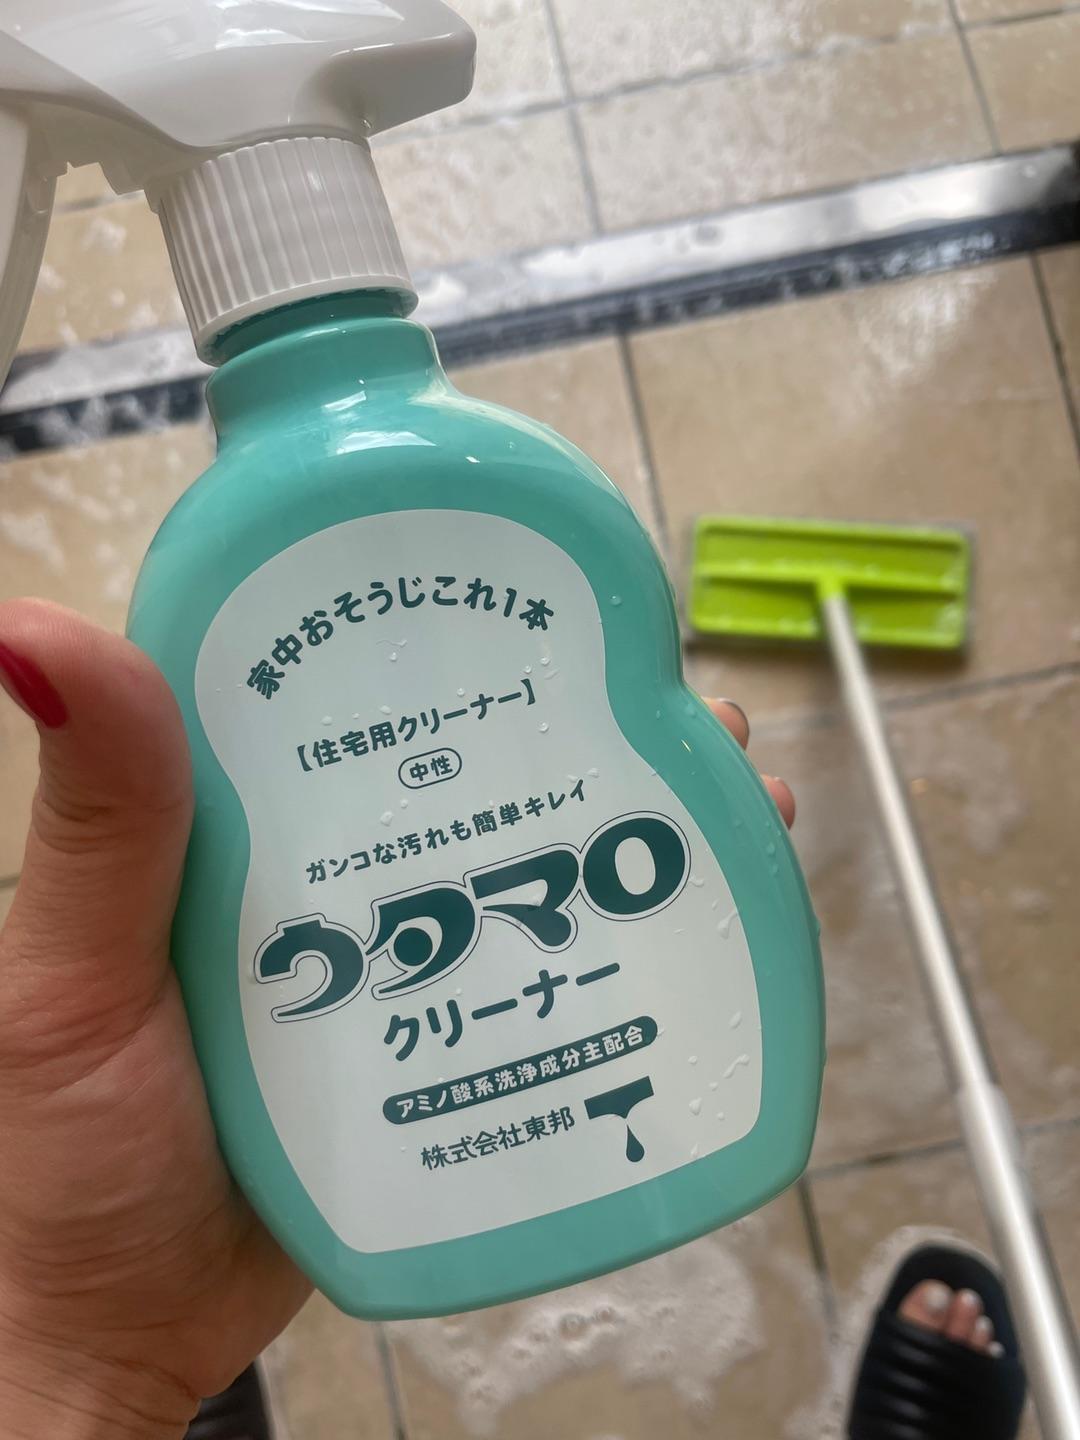 家中おそうじこれ1本
【住宅用クリーナー】
中性
ガンコな汚れも簡単キレイ
ウタマロ
クリーナー
アミノ酸系洗浄成分主配合
株式会社東邦